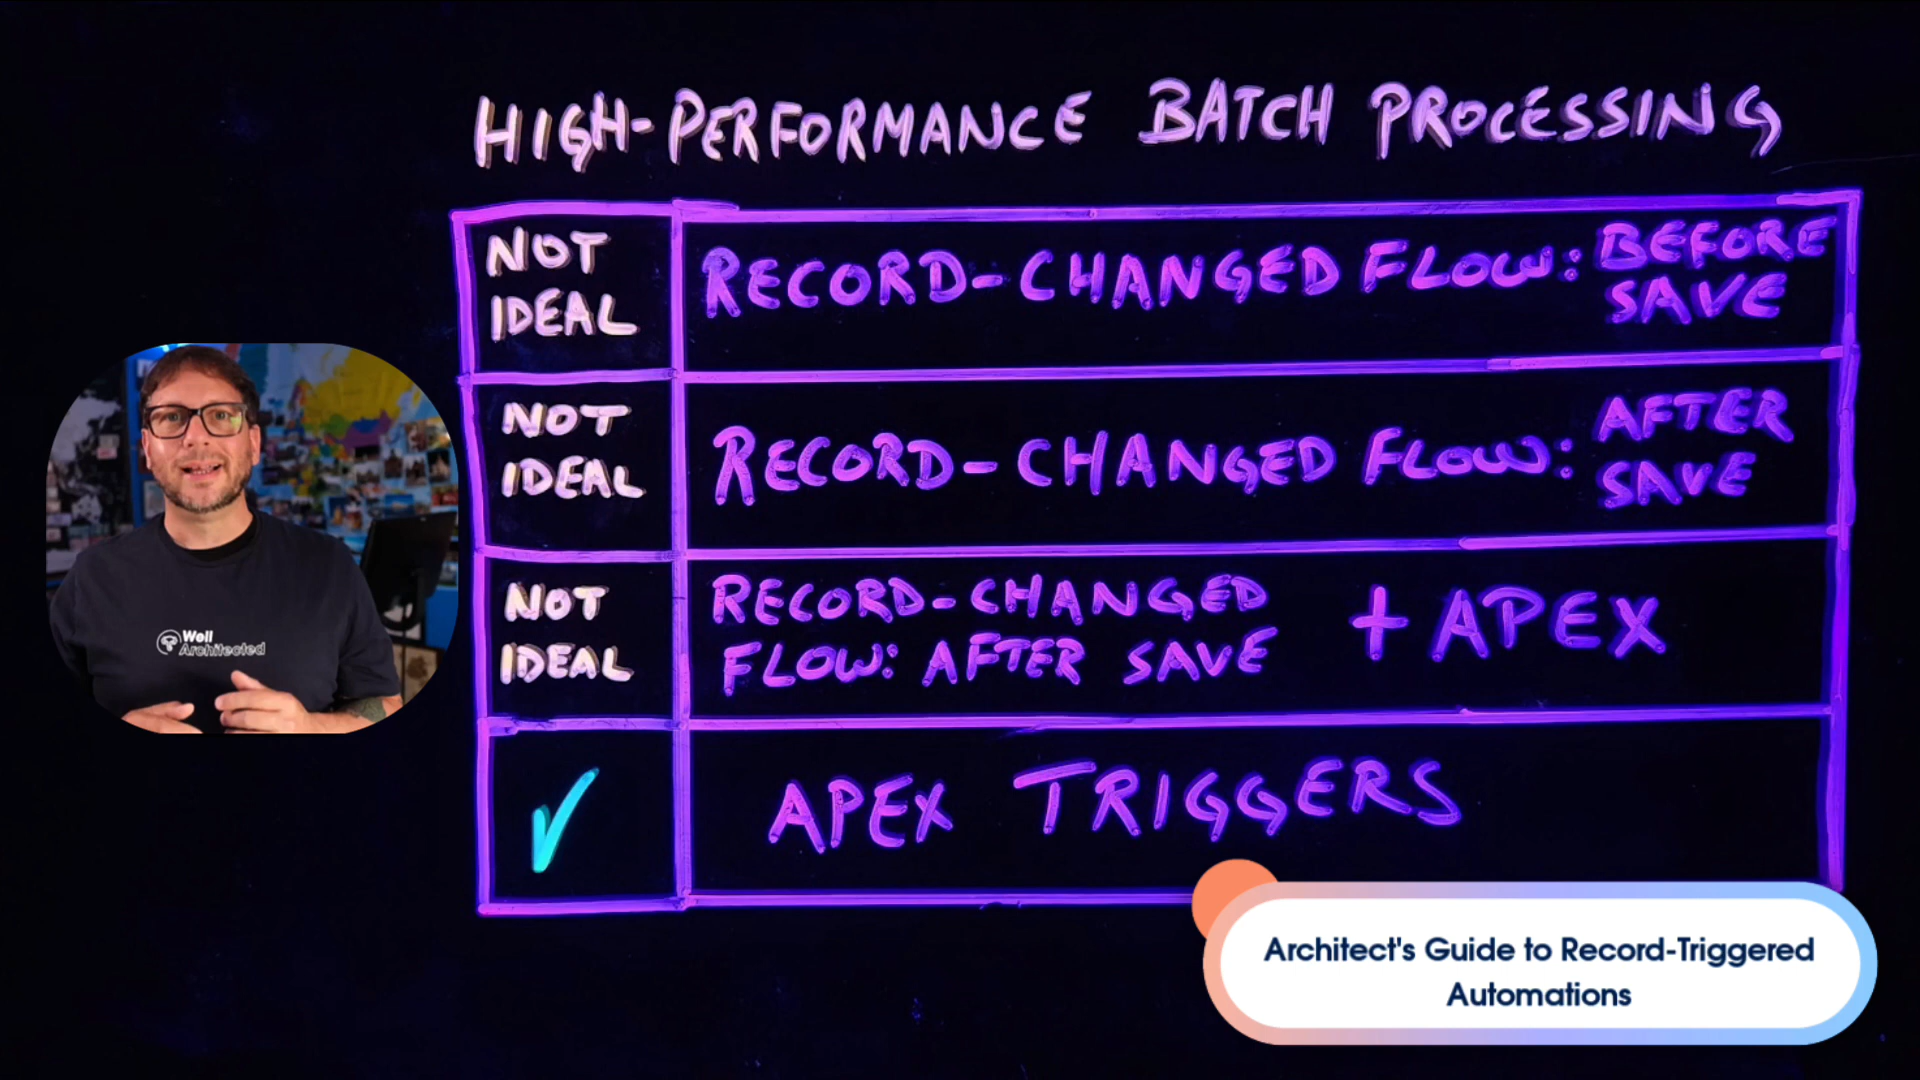 HIGH-PERFORMANCE BATCH PROCESSING
NOT
IDEAL
RECORD-CHANGED FLOW: BEFORE
SAVE
NOT
IDEAL
RECORD-CHANGED FLOW: AFTER
SAVE
NOT
IDEAL
RECORD-CHANGED
FLOW: AFTER SAVE
+ APEX
✓
APEX TRIGGERS
Well
Architected
Architect's Guide to Record-Triggered
Automations